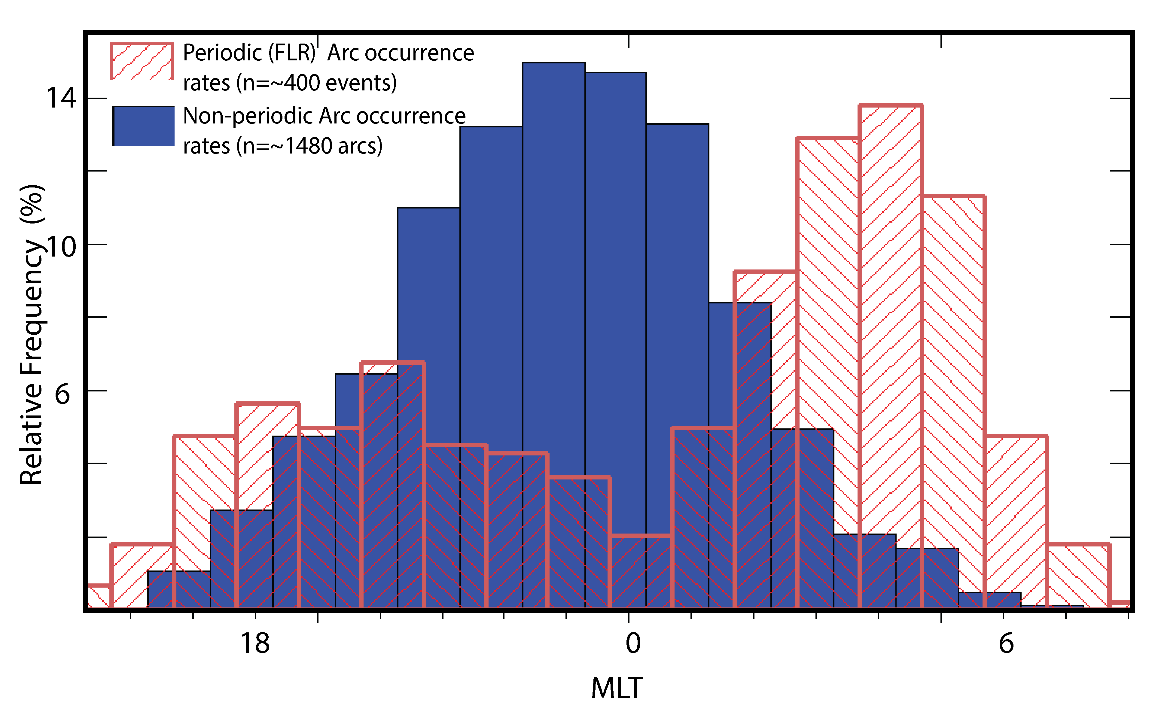 Periodic (FLR) Arc occurrence
rates (n=~400 events)
Non-periodic Arc occurrence
rates (n=~1480 arcs)
14
10
6
Relative Frequency (%)
18
0
6
MLT